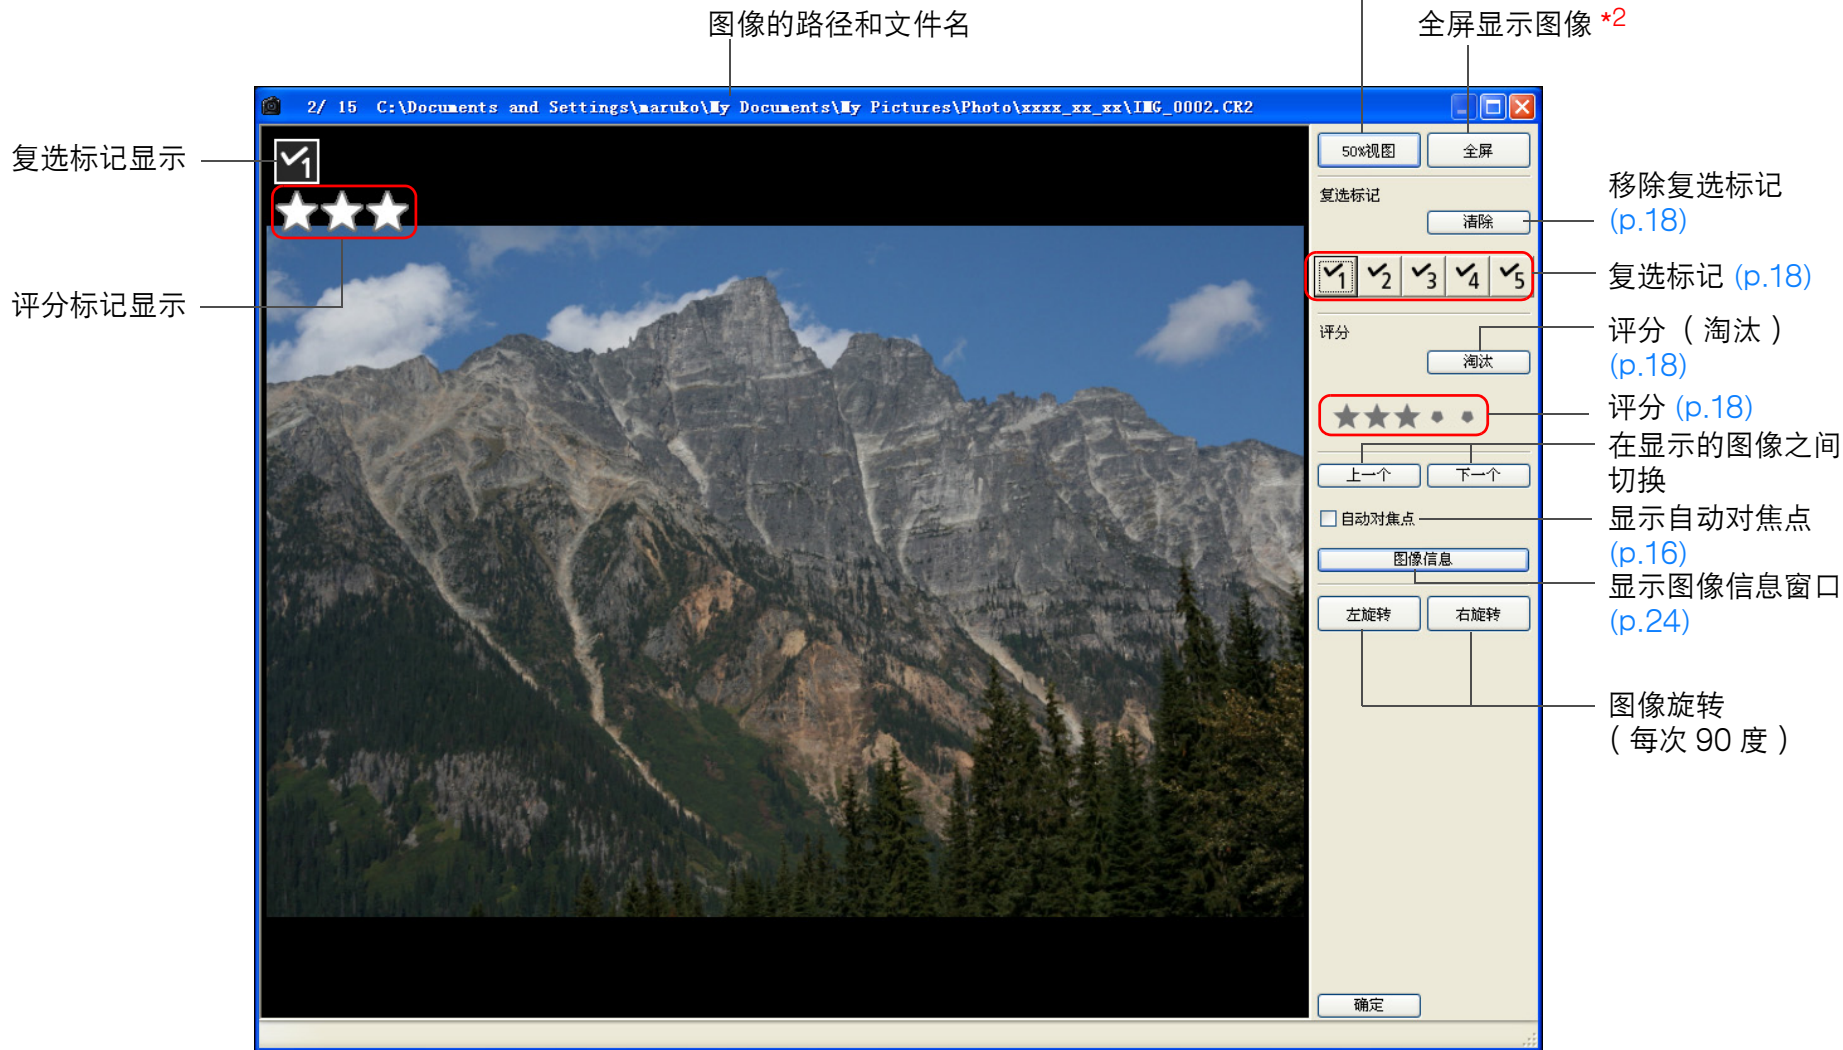 图像的路径和文件名
全屏显示图像 *2
2/ 15 C:\Documents and Settings\maruko\My Documents\My Pictures\Photo\xxxx_xx_xx\IMG_0002.CR2
复选标记显示
1
评分标记显示
50%视图
全屏
复选标记
清除
1 2 3 4 5
评分
淘汰
上一个
下一个
自动对焦点
图像信息
左旋转
右旋转
确定
移除复选标记
(p.18)
复选标记 (p.18)
评分（淘汰）
(p.18)
评分 (p.18)
在显示的图像之间
切换
显示自动对焦点
(p.16)
显示图像信息窗口
(p.24)
图像旋转
（每次 90 度）